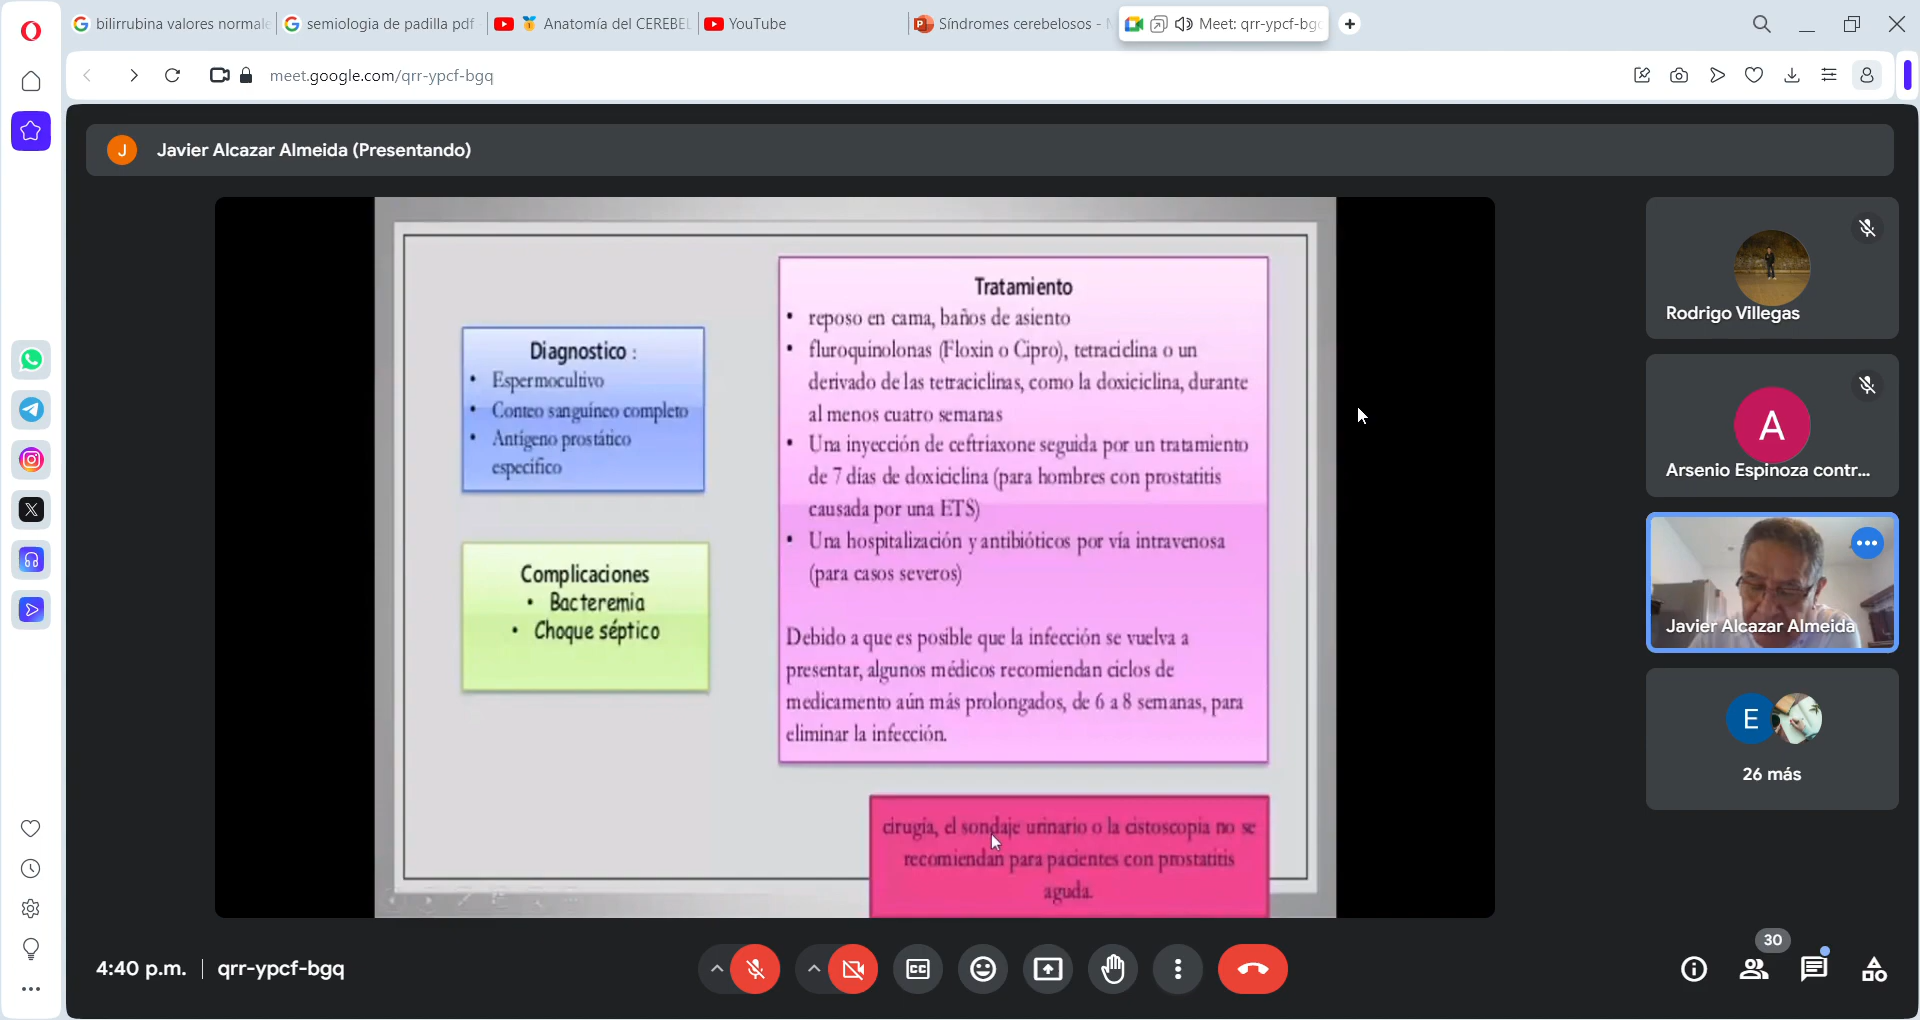 bilirrubina valores normale
semiologia de padilla pdf
Anatomía del CEREBEL
YouTube
Síndromes cerebelosos -
Meet: qrr-ypcf-bgq
meet.google.com/qrr-ypcf-bgq
J
Javier Alcazar Almeida (Presentando)
Diagnostico :
• Espermocultivo
• Conteo sanguíneo completo
• Antígeno prostático
específico
Complicaciones
• Bacteremia
• Choque séptico
Tratamiento
• reposo en cama, baños de asiento
• fluroquinolonas (Floxin o Cipro), tetraciclina o un
derivado de las tetraciclinas, como la doxiciclina, durante
al menos cuatro semanas
• Una inyección de ceftriaxone seguida por un tratamiento
de 7 días de doxiciclina (para hombres con prostatitis
causada por una ETS)
• Una hospitalización y antibióticos por vía intravenosa
(para casos severos)
Debido a que es posible que la infección se vuelva a
presentar, algunos médicos recomiendan ciclos de
medicamento aún más prolongados, de 6 a 8 semanas, para
eliminar la infección.
cirugía, el sondaje urinario o la cistoscopia no se
recomiendan para pacientes con prostatitis
aguda.
Rodrigo Villegas
A
Arsenio Espinoza contr...
Javier Alcazar Almeida
E
26 más
4:40 p.m.
qrr-ypcf-bgq
CC
30